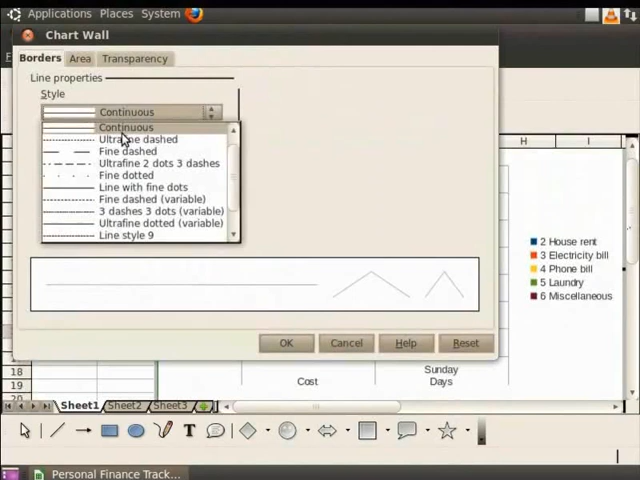 Applications Places System
Chart Wall
Borders Area Transparency
Line properties
Style
Continuous
Continuous
Ultrafine dashed
Fine dashed
Ultrafine 2 dots 3 dashes
Fine dotted
Line with fine dots
Fine dashed (variable)
3 dashes 3 dots (variable)
Ultrafine dotted (variable)
Line style 9
OK Cancel Help Reset
H I
2 House rent
3 Electricity bill
4 Phone bill
5 Laundry
6 Miscellaneous
18
19
Sunday
Cost Days
Sheet1 Sheet2 Sheet3
Personal Finance Track...